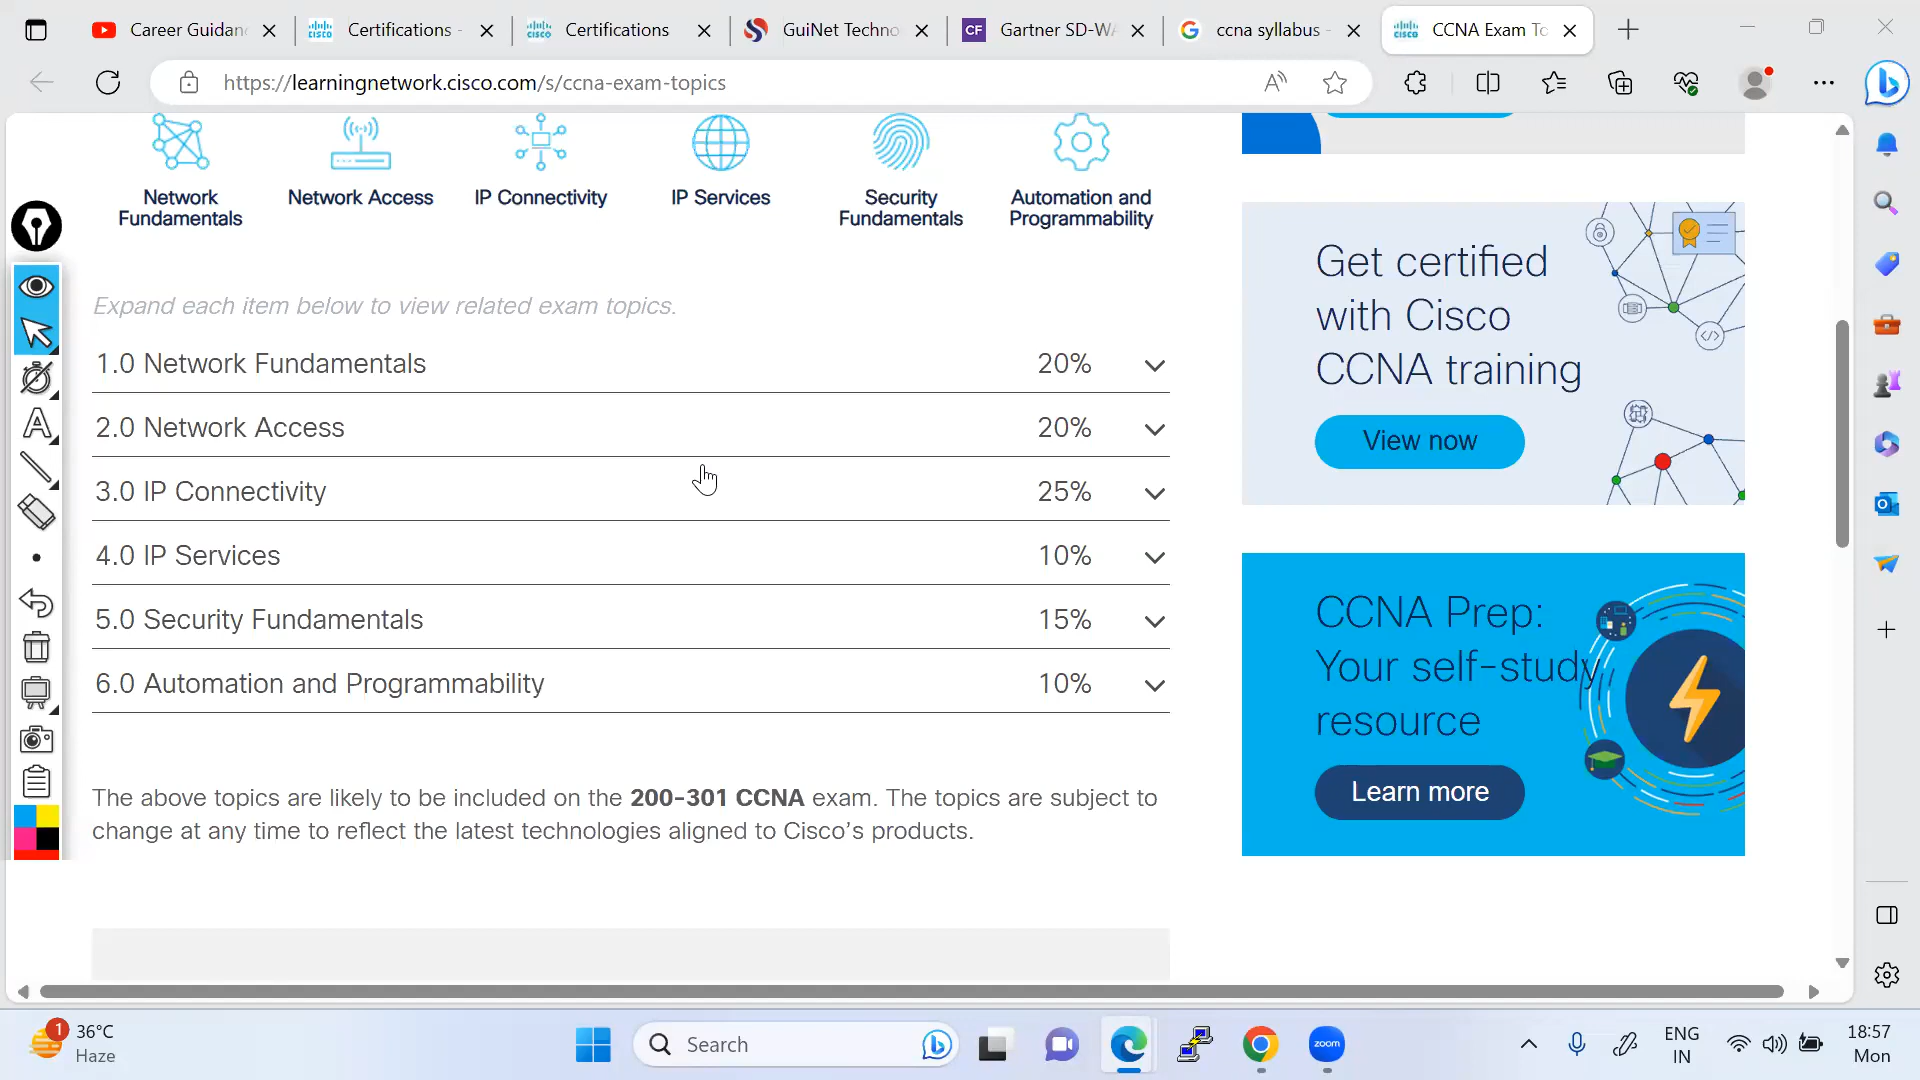 Career Guidan
Certifications -
Certifications
GuiNet Techno
CF
Gartner SD-WA
ccna syllabus -
CCNA Exam To
https://learningnetwork.cisco.com/s/ccna-exam-topics
Network Fundamentals
Network Access
IP Connectivity
IP Services
Security Fundamentals
Automation and Programmability
Expand each item below to view related exam topics.
1.0 Network Fundamentals 20%
2.0 Network Access 20%
3.0 IP Connectivity 25%
4.0 IP Services 10%
5.0 Security Fundamentals 15%
6.0 Automation and Programmability 10%
The above topics are likely to be included on the 200-301 CCNA exam. The topics are subject to
change at any time to reflect the latest technologies aligned to Cisco's products.
Get certified
with Cisco
CCNA training
View now
CCNA Prep:
Your self-study
resource
Learn more
1
36°C
Haze
Search
zoom
ENG
IN
18:57
Mon